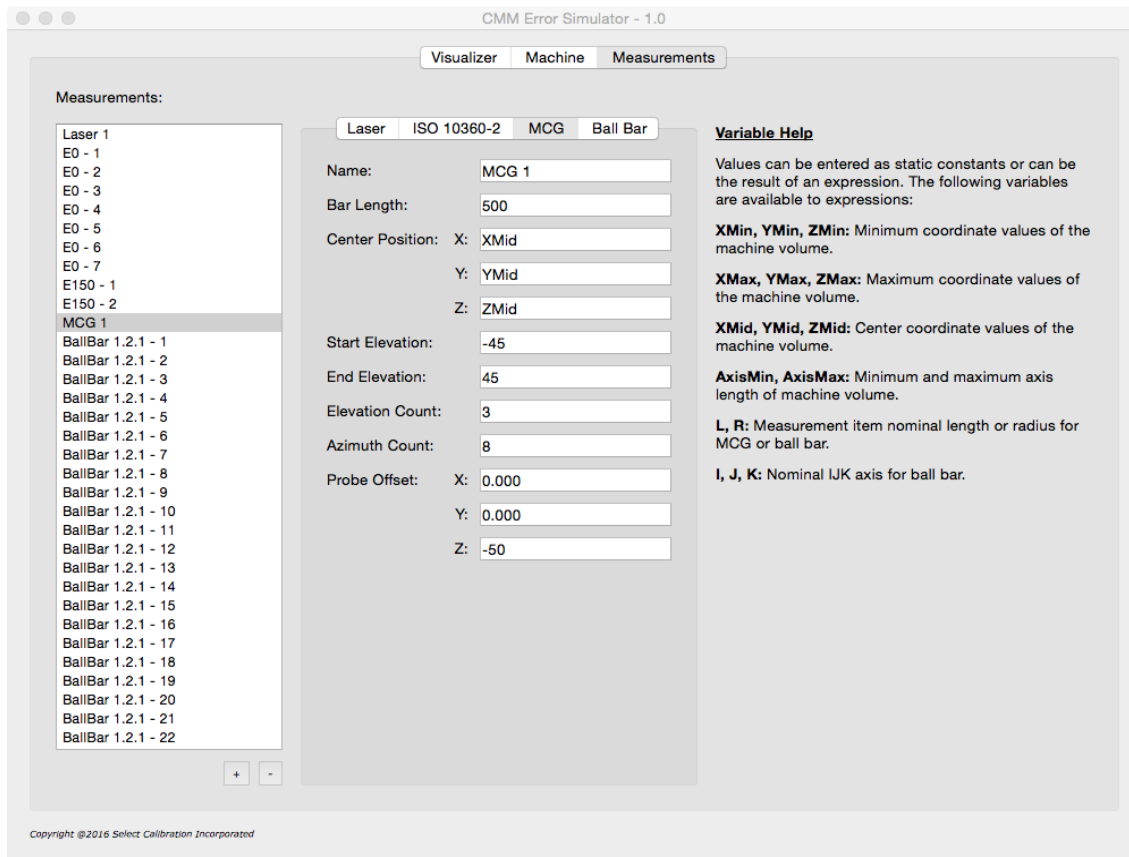 CMM Error Simulator - 1.0
Visualizer Machine Measurements
Measurements:
Laser 1
E0 - 1
E0 - 2
E0 - 3
E0 - 4
E0 - 5
E0 - 6
E0 - 7
E150 - 1
E150 - 2
MCG 1
BallBar 1.2.1 - 1
BallBar 1.2.1 - 2
BallBar 1.2.1 - 3
BallBar 1.2.1 - 4
BallBar 1.2.1 - 5
BallBar 1.2.1 - 6
BallBar 1.2.1 - 7
BallBar 1.2.1 - 8
BallBar 1.2.1 - 9
BallBar 1.2.1 - 10
BallBar 1.2.1 - 11
BallBar 1.2.1 - 12
BallBar 1.2.1 - 13
BallBar 1.2.1 - 14
BallBar 1.2.1 - 15
BallBar 1.2.1 - 16
BallBar 1.2.1 - 17
BallBar 1.2.1 - 18
BallBar 1.2.1 - 19
BallBar 1.2.1 - 20
BallBar 1.2.1 - 21
BallBar 1.2.1 - 22
+ -
Laser ISO 10360-2 MCG Ball Bar
Name: MCG 1
Bar Length: 500
Center Position: X: XMid
Y: YMid
Z: ZMid
Start Elevation: -45
End Elevation: 45
Elevation Count: 3
Azimuth Count: 8
Probe Offset: X: 0.000
Y: 0.000
Z: -50
Variable Help
Values can be entered as static constants or can be
the result of an expression. The following variables
are available to expressions:
XMin, YMin, ZMin: Minimum coordinate values of the
machine volume.
XMax, YMax, ZMax: Maximum coordinate values of
the machine volume.
XMid, YMid, ZMid: Center coordinate values of the
machine volume.
AxisMin, AxisMax: Minimum and maximum axis
length of machine volume.
L, R: Measurement item nominal length or radius for
MCG or ball bar.
I, J, K: Nominal IJK axis for ball bar.
Copyright @2016 Select Calibration Incorporated